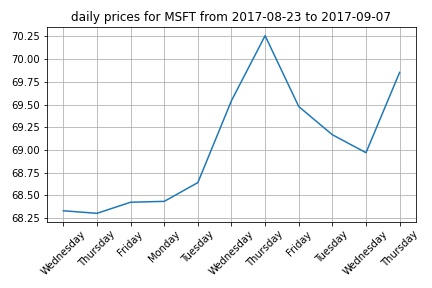 daily prices for MSFT from 2017-08-23 to 2017-09-07
70.25
70.00
69.75
69.50
69.25
69.00
68.75
68.50
68.25
Wednesday
Thursday
Friday
Monday
Tuesday
Wednesday
Thursday
Friday
Tuesday
Wednesday
Thursday